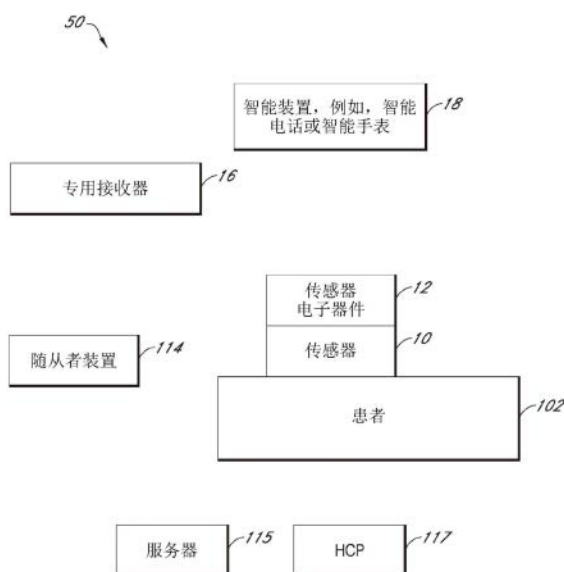 50
智能装置，例如，智能
电话或智能手表
18
专用接收器
16
传感器
电子器件
12
传感器
10
随从者装置
114
患者
102
服务器
115
HCP
117